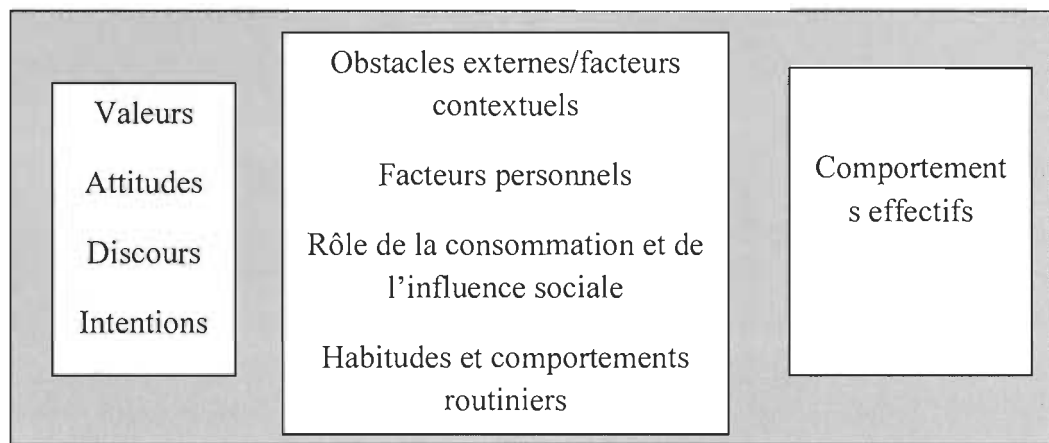 Valeurs
Attitudes
Discours
Intentions
Obstacles externes/facteurs
contextuels
Facteurs personnels
Rôle de la consommation et de
l'influence sociale
Habitudes et comportements
routiniers
Comportement
s effectifs